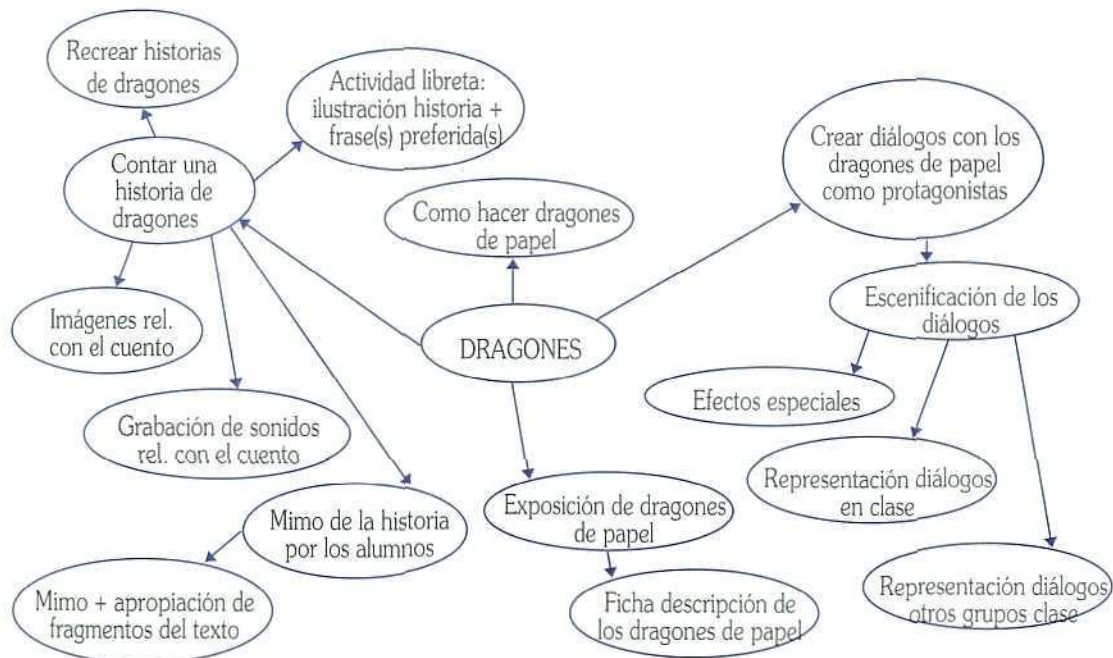 Recrear historias
de dragones
Actividad libreta:
ilustración historia +
frase(s) preferida(s)
Contar una
historia de
dragones
Como hacer dragones
de papel
Crear diálogos con los
dragones de papel
como protagonistas
Imágenes rel.
con el cuento
DRAGONES
Escenificación de los
diálogos
Efectos especiales
Grabación de sonidos
rel. con el cuento
Representación diálogos
en clase
Mimo de la historia
por los alumnos
Exposición de dragones
de papel
Representación diálogos
otros grupos clase
Mimo + apropiación de
fragmentos del texto
Ficha descripción de
los dragones de papel